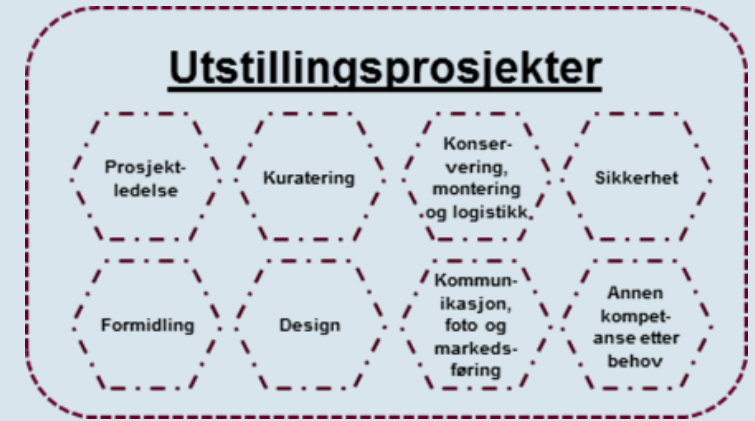 Utstillingsprosjekter
Prosjekt-
ledelse
Kuratering
Konser-
vering,
montering
og logistikk
Sikkerhet
Formidling
Design
Kommun-
ikasjon,
foto og
markeds-
føring
Annen
kompet-
anse etter
behov